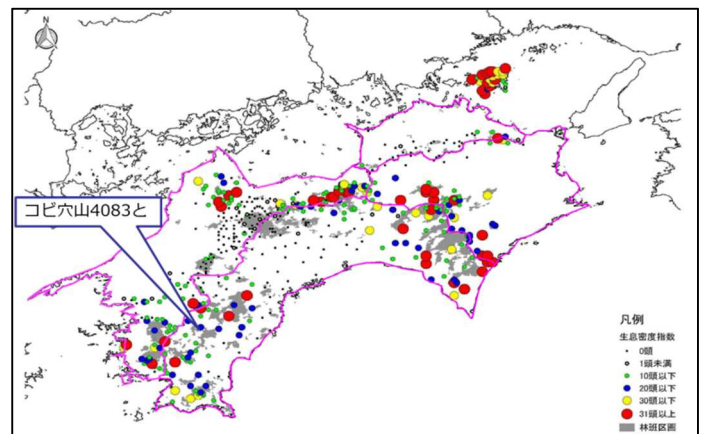 コビ穴山4083と
凡例
生息密度指数
0頭
1頭未満
10頭以下
20頭以下
30頭以下
31頭以上
林班区画